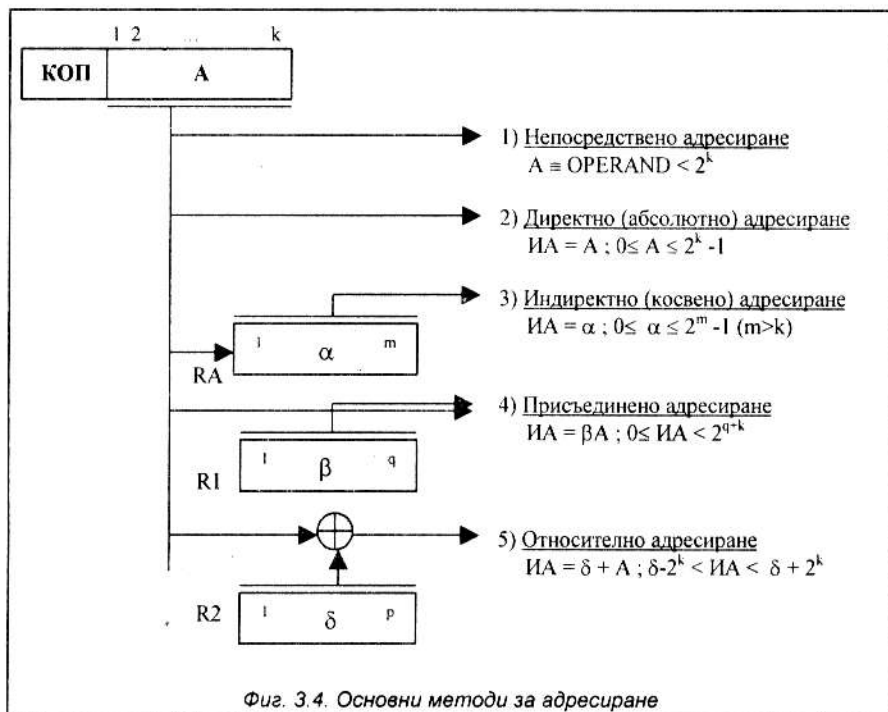 1 2 ... k
КОП A
1) Непосредствено адресиране
A ≡ OPERAND < 2^k
2) Директно (абсолютно) адресиране
ИА = A ; 0≤ A ≤ 2^k -1
3) Индиректно (косвено) адресиране
ИА = α ; 0≤ α ≤ 2^m -1 (m>k)
1 α m
RA
4) Присъединено адресиране
ИА = βA ; 0≤ ИА < 2^q+k
1 β q
R1
5) Относително адресиране
ИА = δ + A ; δ-2^k < ИА < δ + 2^k
R2
1 δ p
Фиг. 3.4. Основни методи за адресиране